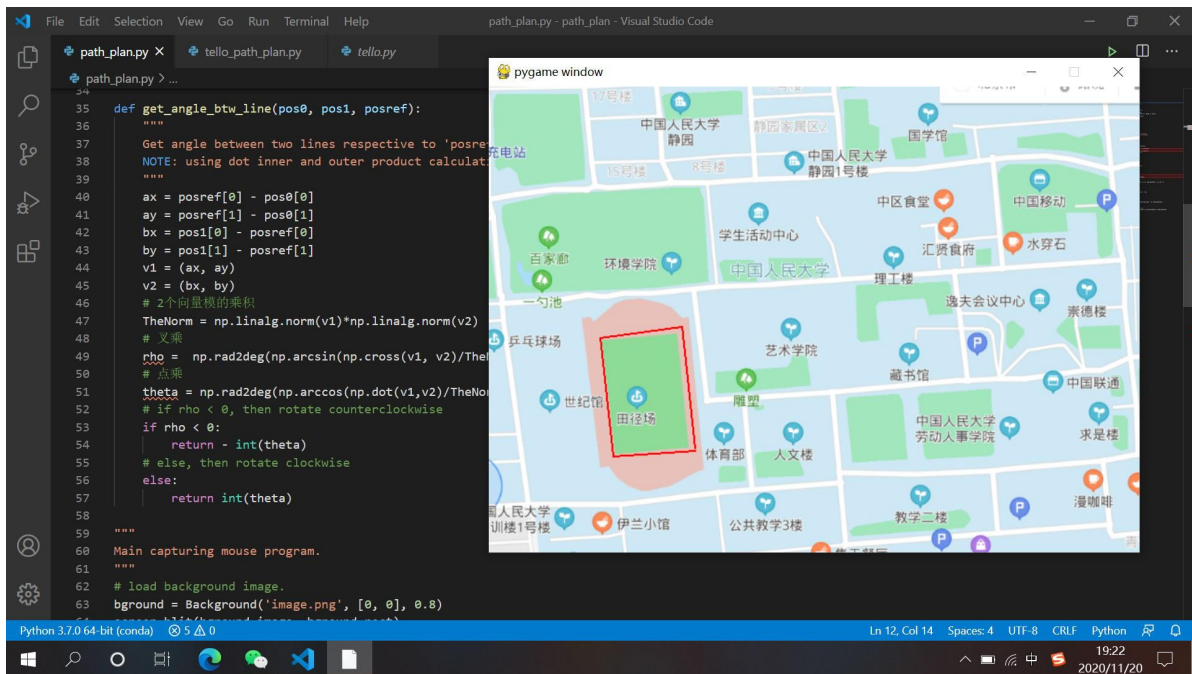 File Edit Selection View Go Run Terminal Help path_plan.py - path_plan - Visual Studio Code
path_plan.py tello_path_plan.py tello.py
path_plan.py > ...
34
35 def get_angle_btw_line(pos0, pos1, posref):
36 """
37 Get angle between two lines respective to 'posre
38 NOTE: using dot inner and outer product calculati
39 """
40 ax = posref[0] - pos0[0]
41 ay = posref[1] - pos0[1]
42 bx = pos1[0] - posref[0]
43 by = pos1[1] - posref[1]
44 v1 = (ax, ay)
45 v2 = (bx, by)
46 # 2个向量模的乘积
47 TheNorm = np.linalg.norm(v1)*np.linalg.norm(v2)
48 # 叉乘
49 rho = np.rad2deg(np.arcsin(np.cross(v1, v2)/TheN
50 # 点乘
51 theta = np.rad2deg(np.arccos(np.dot(v1,v2)/TheNo
52 # if rho < 0, then rotate counterclockwise
53 if rho < 0:
54 return - int(theta)
55 # else, then rotate clockwise
56 else:
57 return int(theta)
58
59 """
60 Main capturing mouse program.
61 """
62 # load background image.
63 bground = Background('image.png', [0, 0], 0.8)
pygame window
17号楼
中国人民大学
静园
静园家属区2
国学馆
充电站
15号楼
8号楼
中国人民大学
静园1号楼
中区食堂
中国移动
P
学生活动中心
百家廊
环境学院
中国人民大学
汇贤食府
水穿石
理工楼
一勺池
逸夫会议中心
崇德楼
乒乓球场
艺术学院
P
藏书馆
世纪馆
雕塑
中国联通
田径场
中国人民大学
劳动人事学院
求是楼
体育部
人文楼
漫咖啡
国人民大学
训楼1号楼
伊兰小馆
公共教学3楼
教学二楼
P
P
Python 3.7.0 64-bit (conda) 5 0 Ln 12, Col 14 Spaces: 4 UTF-8 CRLF Python
中 19:22
2020/11/20